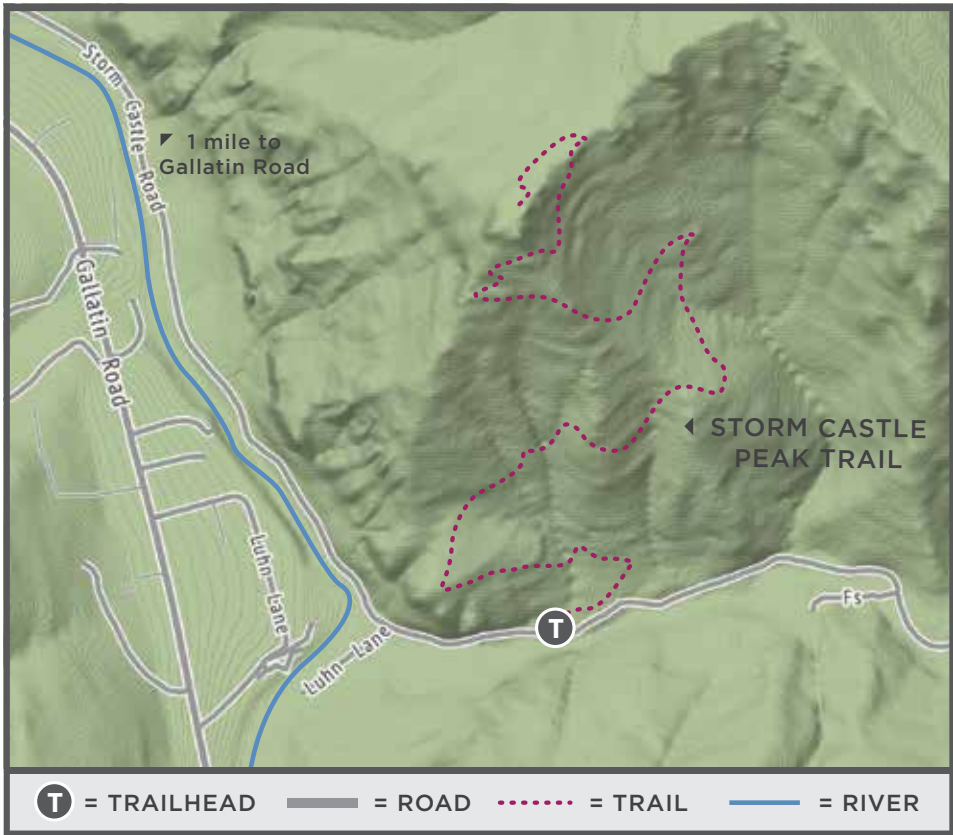 Storm Castle Road
1 mile to
Gallatin Road
Gallatin Road
STORM CASTLE
PEAK TRAIL
Luhn Lane
Luhn Lane
Fs
T
T = TRAILHEAD = ROAD = TRAIL = RIVER